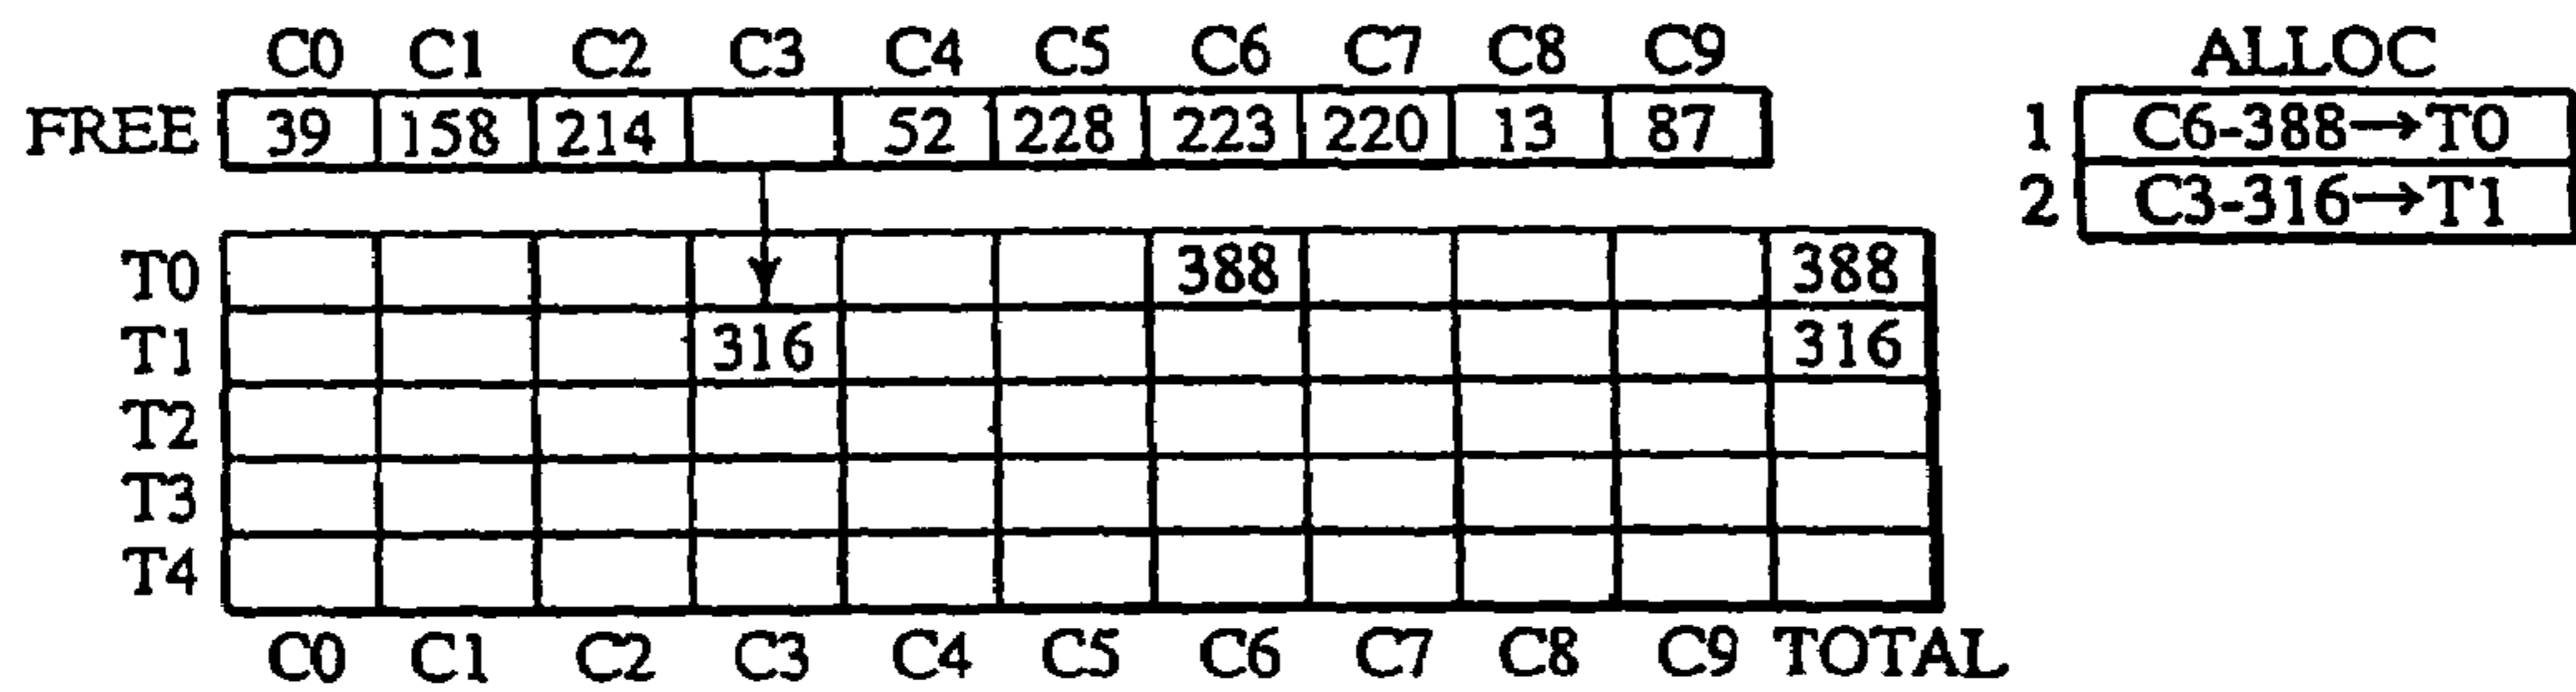 C0 C1 C2 C3 C4 C5 C6 C7 C8 C9
FREE 39 158 214 52 228 223 220 13 87
ALLOC
1 C6-388→T0
2 C3-316→T1
T0 388 388
T1 316 316
T2
T3
T4
C0 C1 C2 C3 C4 C5 C6 C7 C8 C9 TOTAL